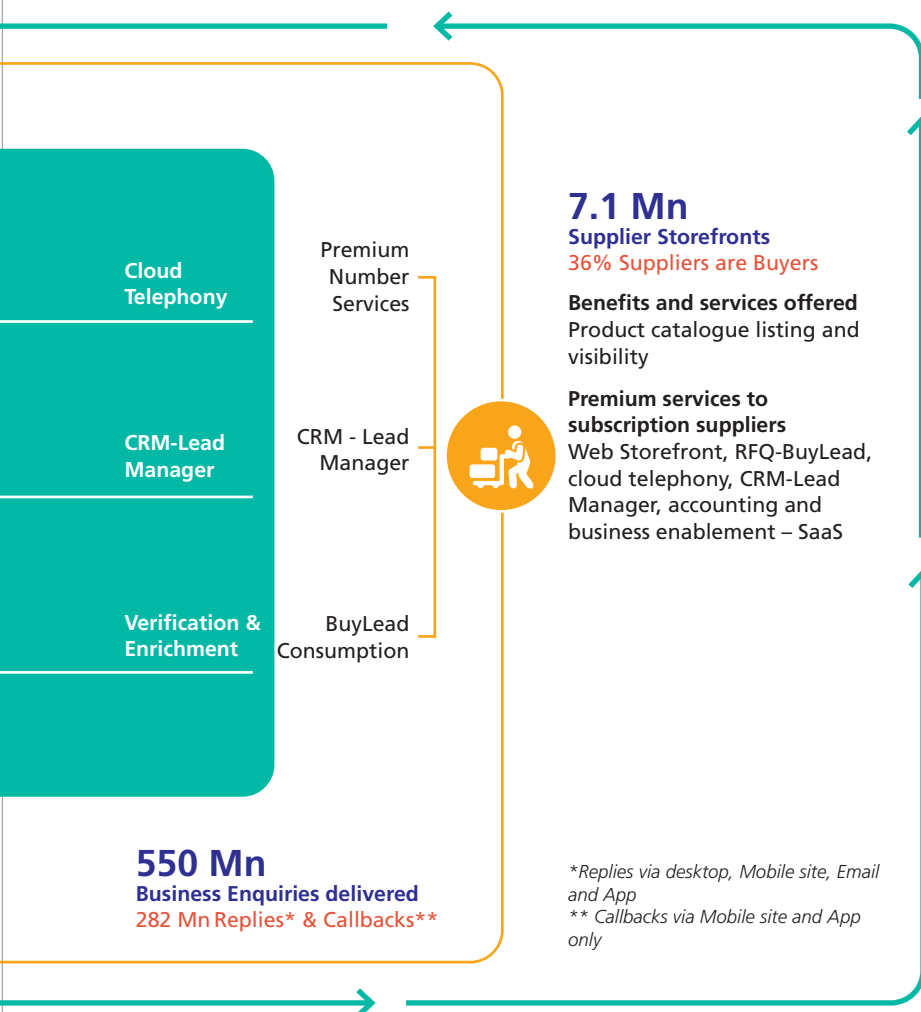 Cloud
Telephony
CRM-Lead
Manager
Verification &
Enrichment
Premium
Number
Services
CRM - Lead
Manager
BuyLead
Consumption
7.1 Mn
Supplier Storefronts
36% Suppliers are Buyers
Benefits and services offered
Product catalogue listing and
visibility
Premium services to
subscription suppliers
Web Storefront, RFQ-BuyLead,
cloud telephony, CRM-Lead
Manager, accounting and
business enablement – SaaS
550 Mn
Business Enquiries delivered
282 Mn Replies* & Callbacks**
*Replies via desktop, Mobile site, Email
and App
** Callbacks via Mobile site and App
only